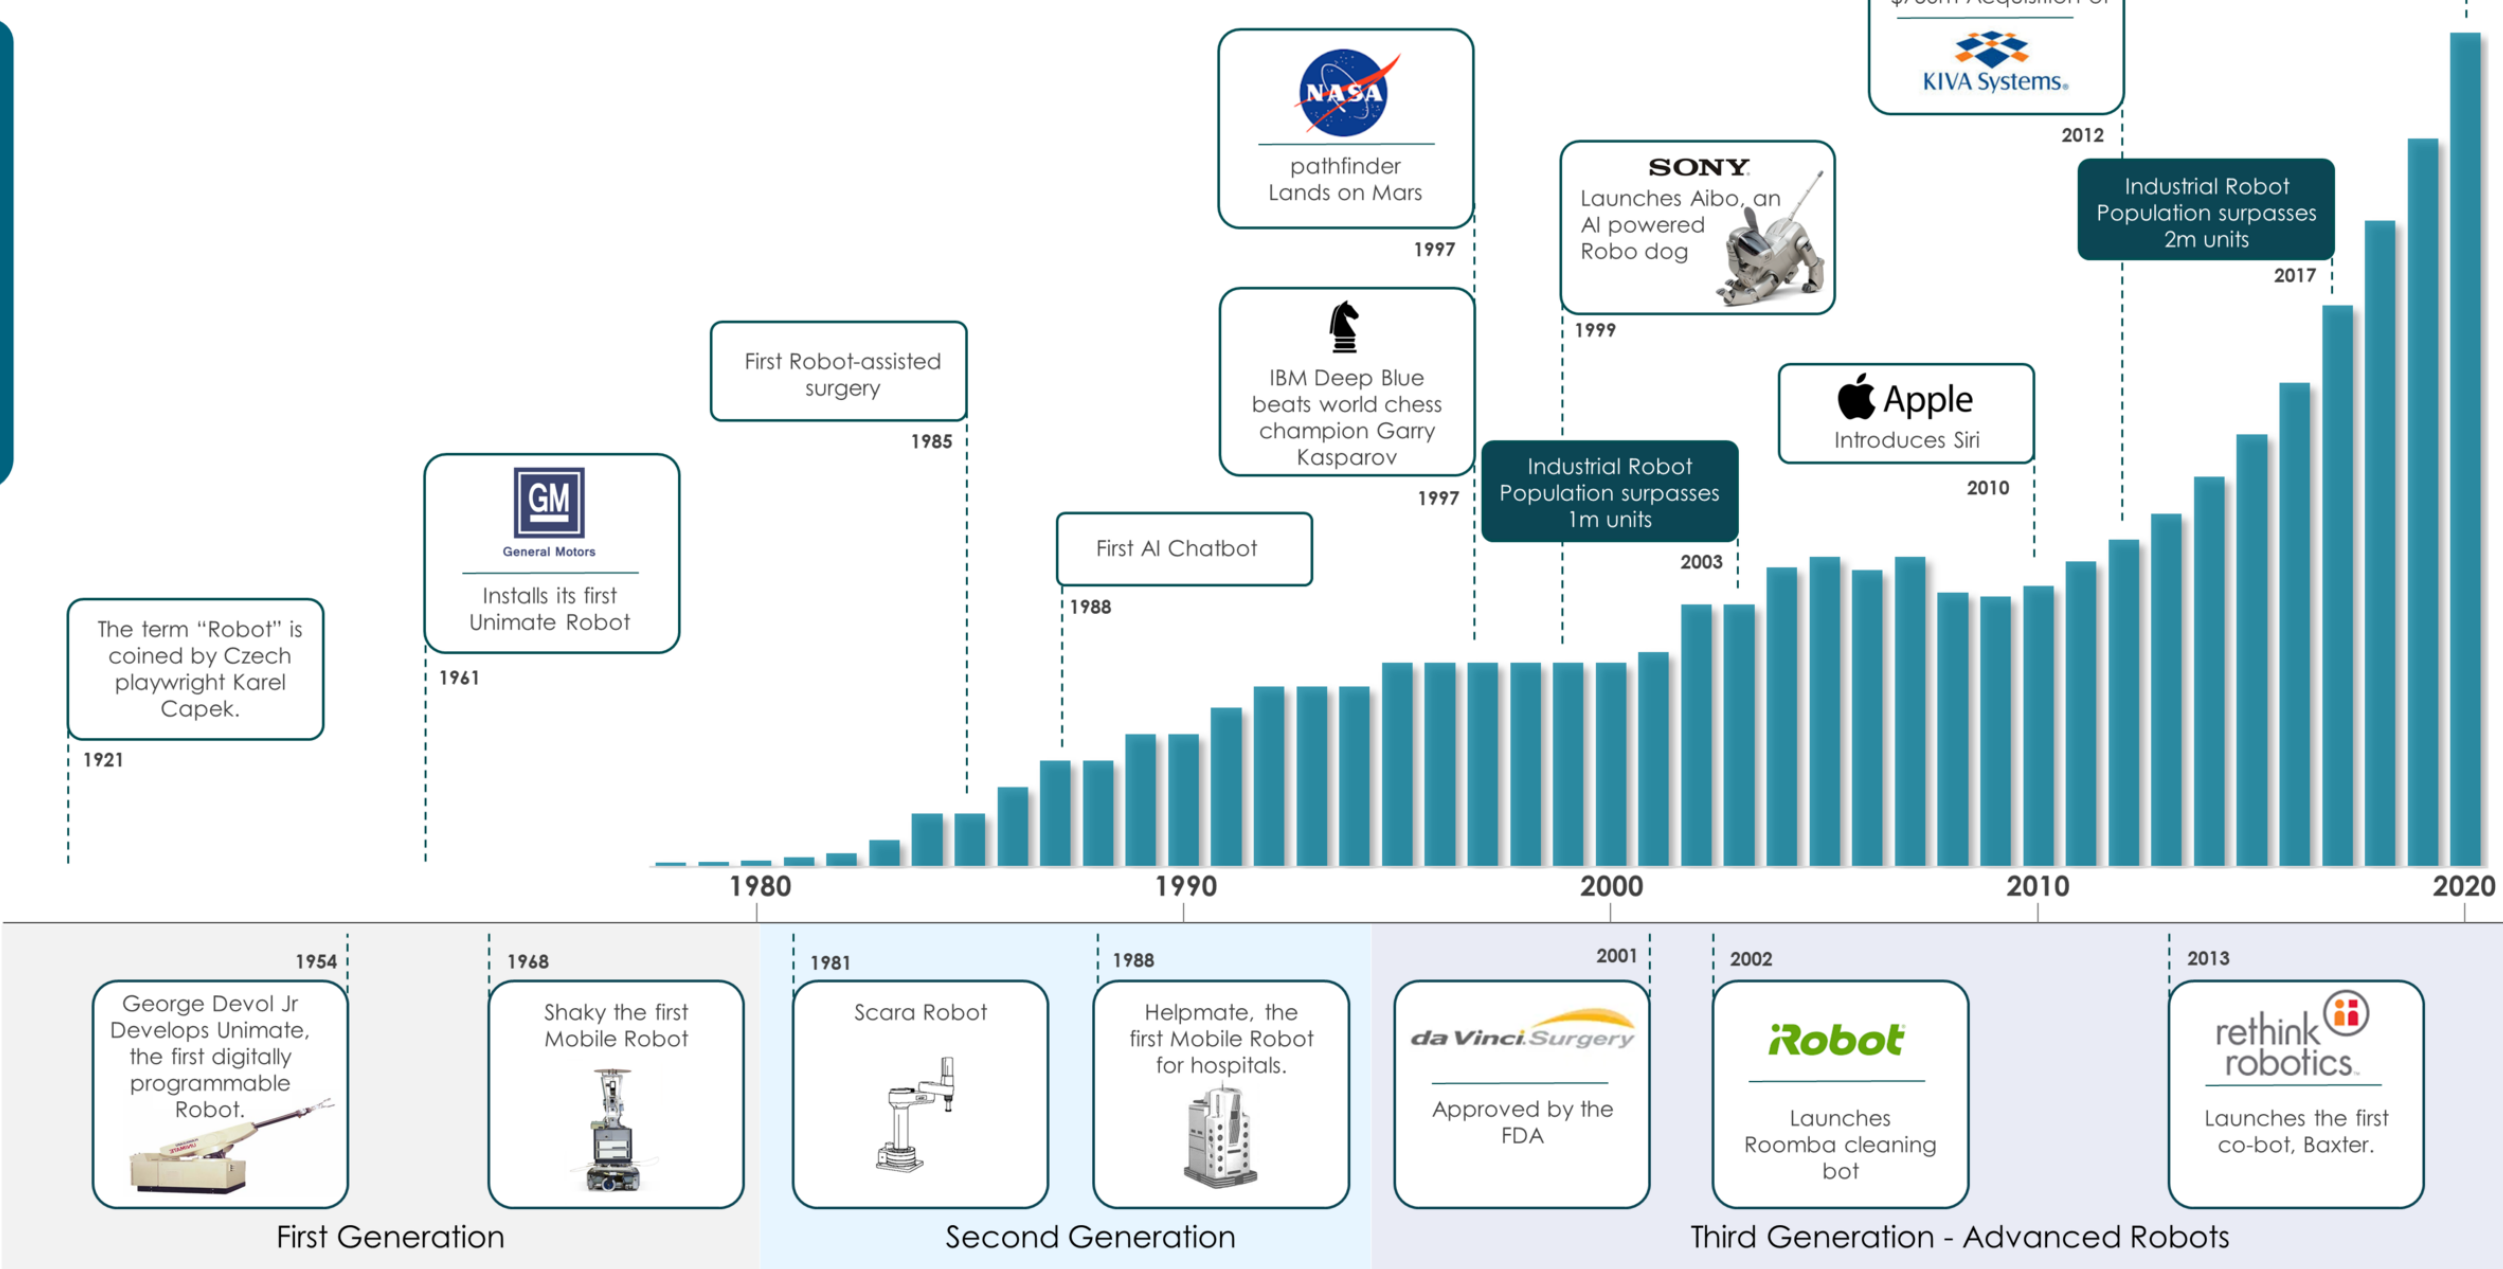 Acquisition of
KIVA Systems®
2012
NASA
pathfinder
Lands on Mars
1997
SONY
Launches Aibo, an
AI powered
Robo dog
1999
Industrial Robot
Population surpasses
2m units
2017
IBM Deep Blue
beats world chess
champion Garry
Kasparov
1997
First Robot-assisted
surgery
1985
Apple
Introduces Siri
2010
Industrial Robot
Population surpasses
1m units
2003
GM
General Motors
Installs its first
Unimate Robot
1961
First AI Chatbot
1988
The term “Robot” is
coined by Czech
playwright Karel
Capek.
1921
1980 1990 2000 2010 2020
1954
George Devol Jr
Develops Unimate,
the first digitally
programmable
Robot.
1968
Shaky the first
Mobile Robot
1981
Scara Robot
1988
Helpmate, the
first Mobile Robot
for hospitals.
2001
da Vinci.Surgery
Approved by the
FDA
2002
iRobot
Launches
Roomba cleaning
bot
2013
rethink
robotics
Launches the first
co-bot, Baxter.
First Generation
Second Generation
Third Generation - Advanced Robots